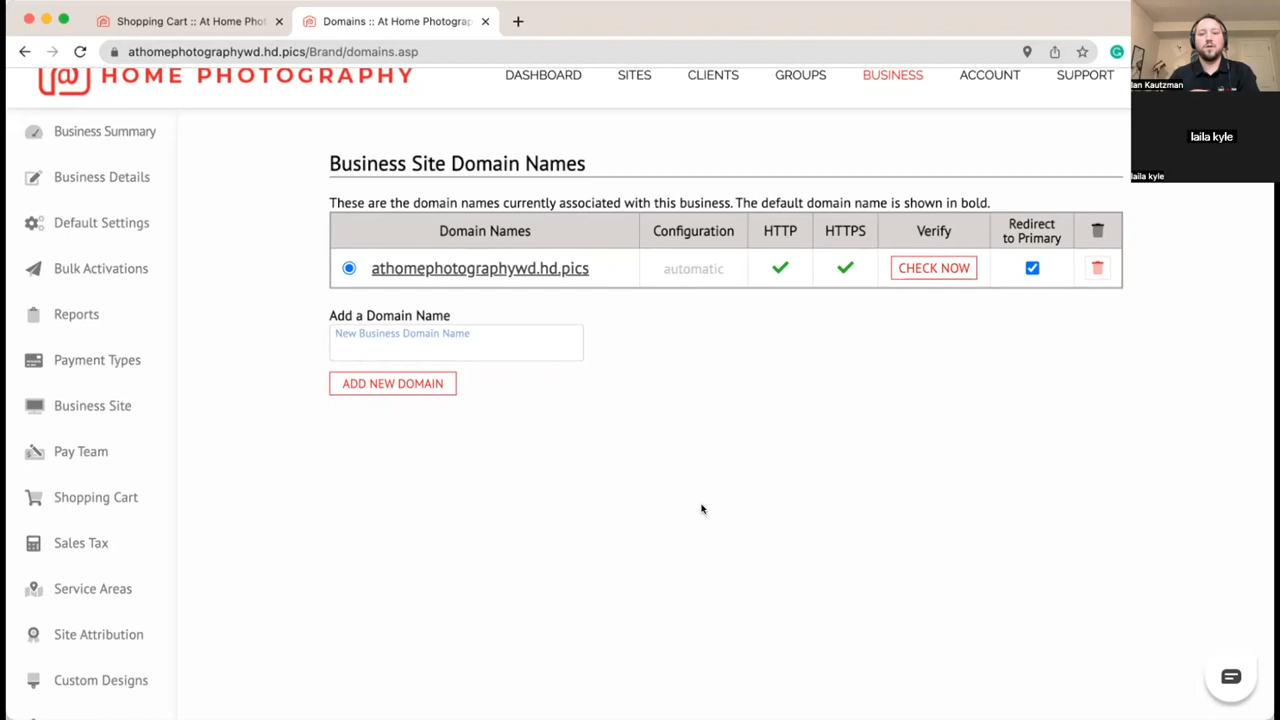 Shopping Cart :: At Home Phot
Domains :: At Home Photograp
athomephotographywd.hd.pics/Brand/domains.asp
HOME PHOTOGRAPHY
DASHBOARD
SITES
CLIENTS
GROUPS
BUSINESS
ACCOUNT
SUPPORT
Ian Kautzman
laila kyle
laila kyle
Business Summary
Business Details
Default Settings
Bulk Activations
Reports
Payment Types
Business Site
Pay Team
Shopping Cart
Sales Tax
Service Areas
Site Attribution
Custom Designs
Business Site Domain Names
These are the domain names currently associated with this business. The default domain name is shown in bold.
Domain Names
Configuration
HTTP
HTTPS
Verify
Redirect
to Primary
athomephotographywd.hd.pics
automatic
CHECK NOW
Add a Domain Name
New Business Domain Name
ADD NEW DOMAIN